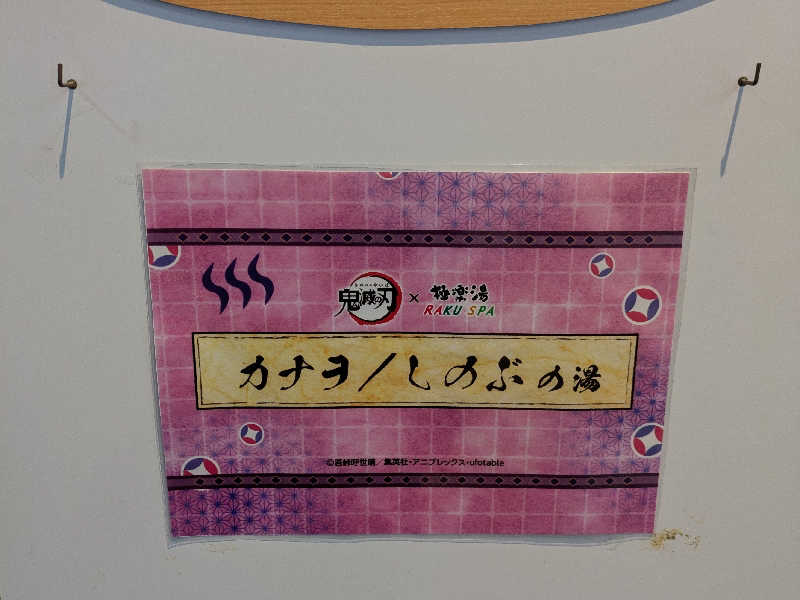 鬼滅の刃 × 極楽湯
RAKU SPA
カナヲ/しのぶの湯
©吾峠呼世晴/集英社・アニプレックス・ufotable